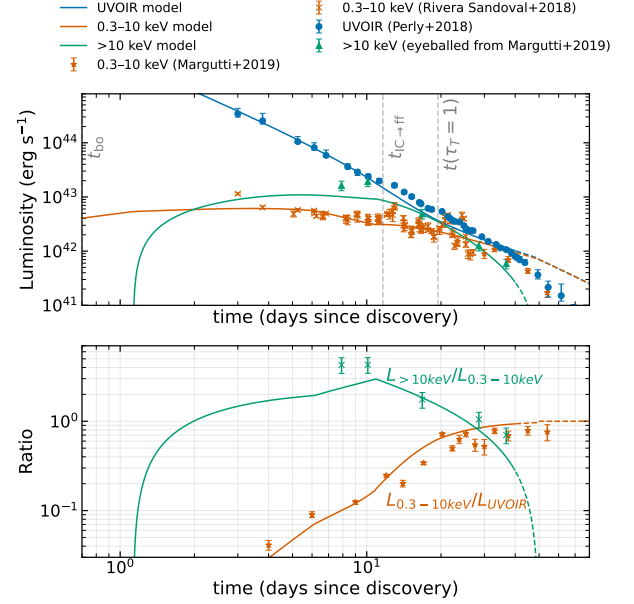 UVOIR model
0.3–10 keV model
>10 keV model
0.3–10 keV (Margutti+2019)
0.3–10 keV (Rivera Sandoval+2018)
UVOIR (Perly+2018)
>10 keV (eyeballed from Margutti+2019)
Luminosity (erg s⁻¹)
10⁴⁴
10⁴³
10⁴²
10⁴¹
t_bo
t_IC→ff
t(τ_T = 1)
time (days since discovery)
Ratio
10⁰
10⁻¹
L_>10keV/L_0.3−10keV
L_0.3−10keV/L_UVOIR
10⁰
10¹
time (days since discovery)